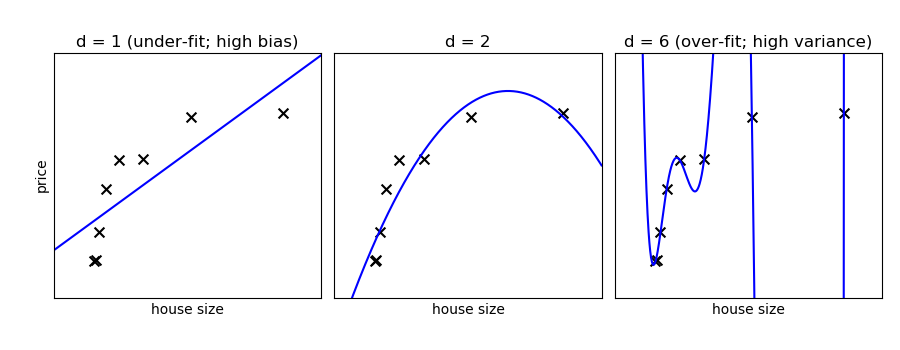 d = 1 (under-fit; high bias)
d = 2
d = 6 (over-fit; high variance)
price
house size
house size
house size